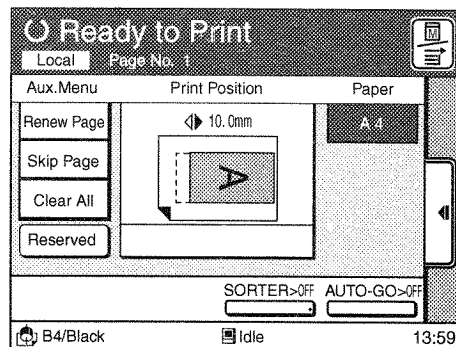 Ready to Print
Local Page No. 1
Aux.Menu Print Position Paper
Renew Page
Skip Page
Clear All
Reserved
10.0mm
A
A4
M
SORTER>OFF AUTO-GO>OFF
B4/Black Idle 13:59